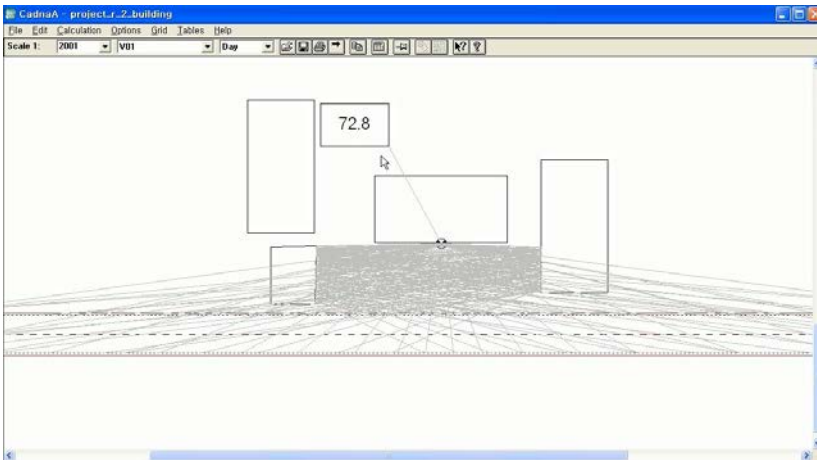 CadnaA - project_r_2_building
File Edit Calculation Options Grid Tables Help
Scale 1: 2001 V01 Day
72.8